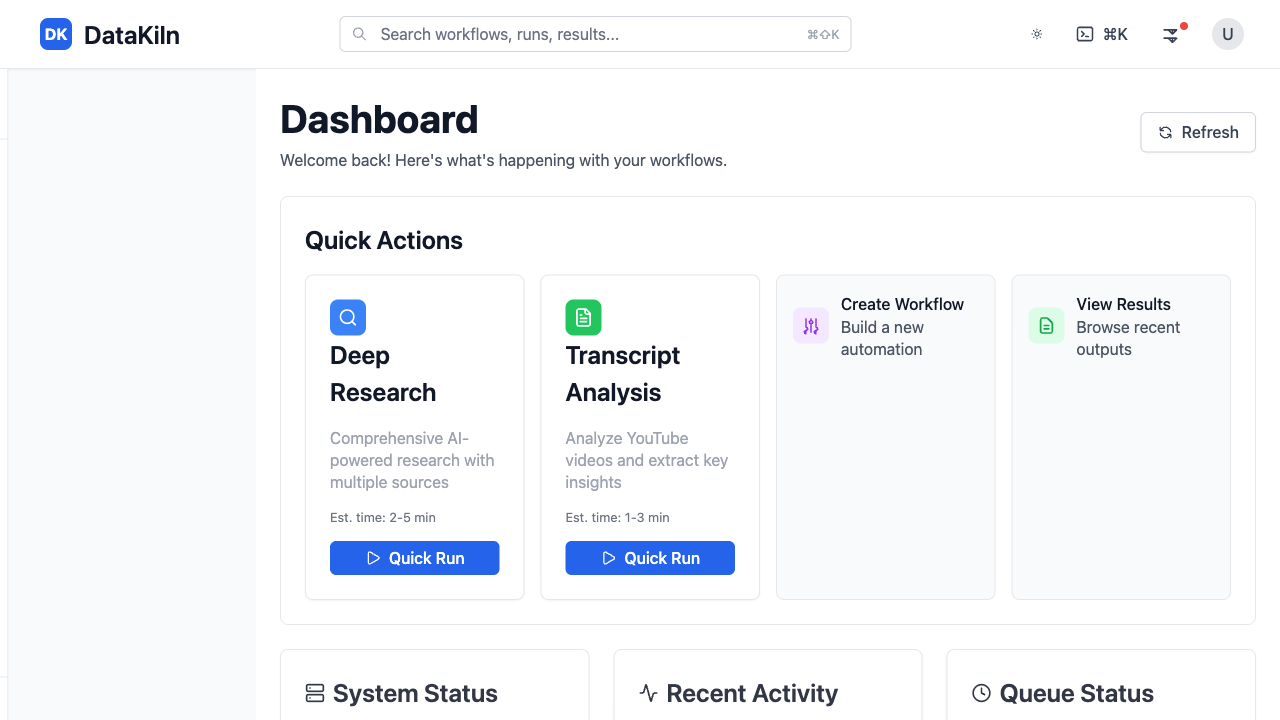 DK DataKiln
Search workflows, runs, results... ⌘⇧K
⌘K
U
Dashboard
Welcome back! Here's what's happening with your workflows.
Refresh
Quick Actions
Deep
Research
Comprehensive AI-
powered research with
multiple sources
Est. time: 2-5 min
Quick Run
Transcript
Analysis
Analyze YouTube
videos and extract key
insights
Est. time: 1-3 min
Quick Run
Create Workflow
Build a new
automation
View Results
Browse recent
outputs
System Status
Recent Activity
Queue Status